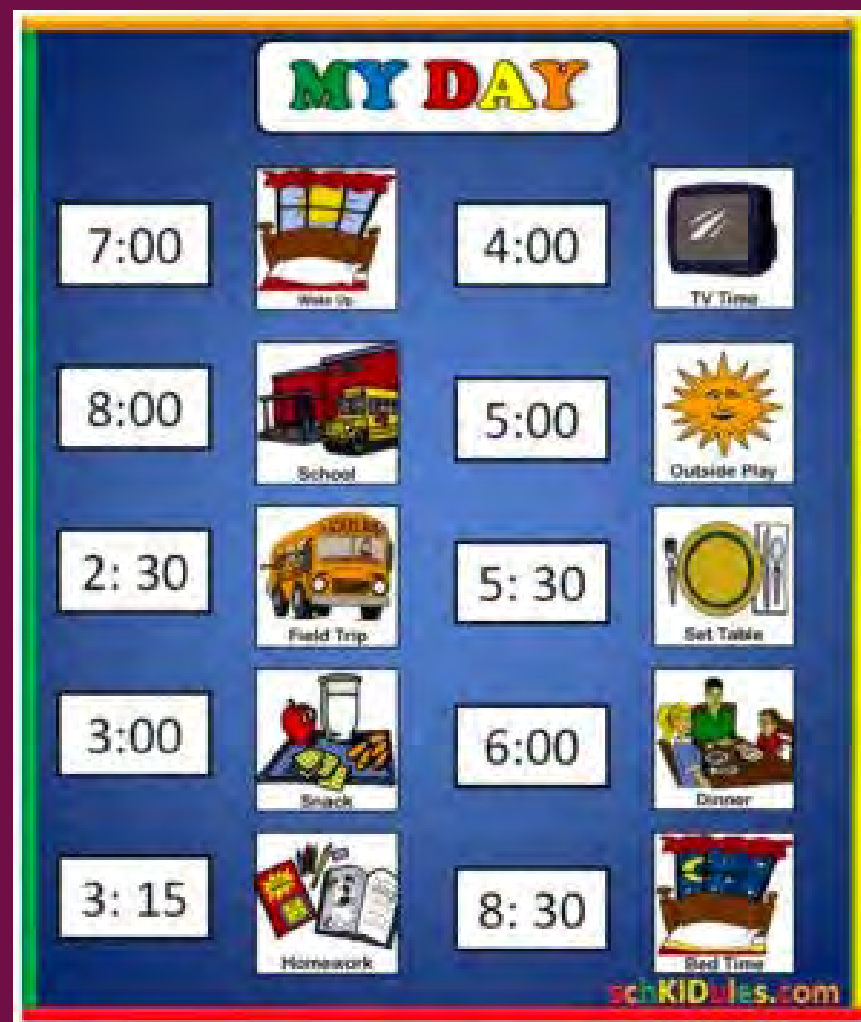 MY DAY
7:00
Wake Up
8:00
School
2: 30
Field Trip
3:00
Snack
3: 15
Homework
4:00
TV Time
5:00
Outside Play
5: 30
Set Table
6:00
Dinner
8: 30
Bed Time
schKIDules.com